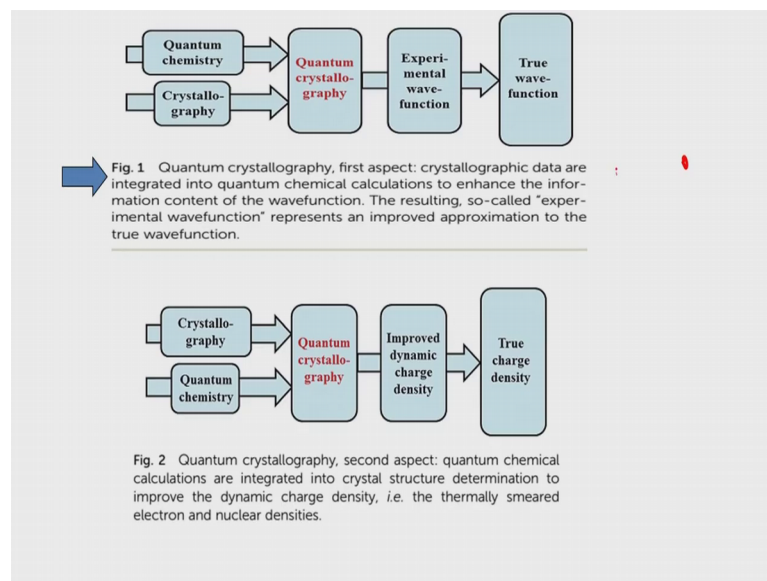 Quantum
chemistry
Crystallo-
graphy
Quantum
crystallo-
graphy
Experi-
mental
wave-
function
True
wave-
function
Fig. 1 Quantum crystallography, first aspect: crystallographic data are
integrated into quantum chemical calculations to enhance the infor-
mation content of the wavefunction. The resulting, so-called “exper-
imental wavefunction” represents an improved approximation to the
true wavefunction.
Crystallo-
graphy
Quantum
chemistry
Quantum
crystallo-
graphy
Improved
dynamic
charge
density
True
charge
density
Fig. 2 Quantum crystallography, second aspect: quantum chemical
calculations are integrated into crystal structure determination to
improve the dynamic charge density, i.e. the thermally smeared
electron and nuclear densities.